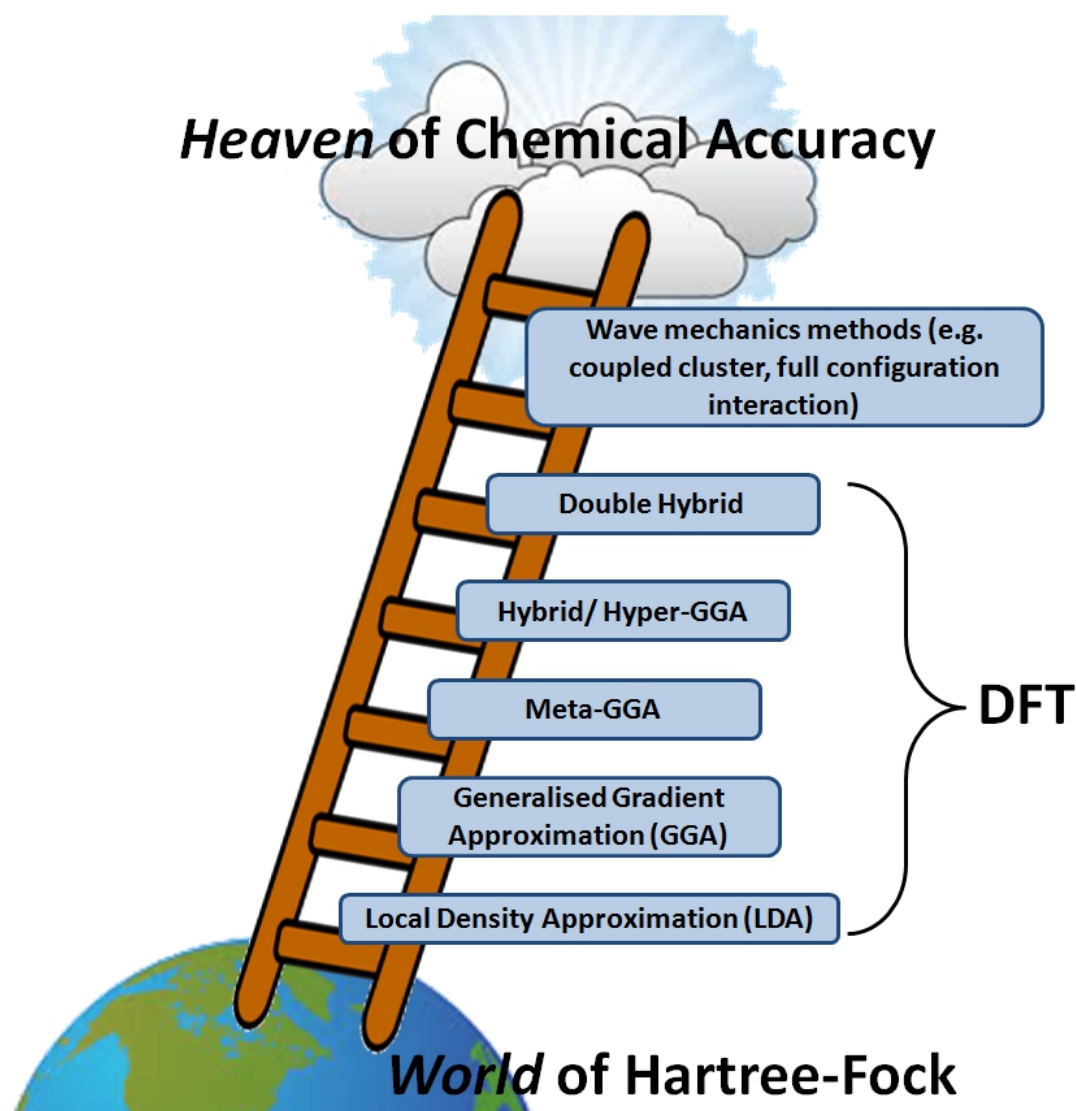 Heaven of Chemical Accuracy
Wave mechanics methods (e.g.
coupled cluster, full configuration
interaction)
Double Hybrid
Hybrid/ Hyper-GGA
Meta-GGA
DFT
Generalised Gradient
Approximation (GGA)
Local Density Approximation (LDA)
World of Hartree-Fock